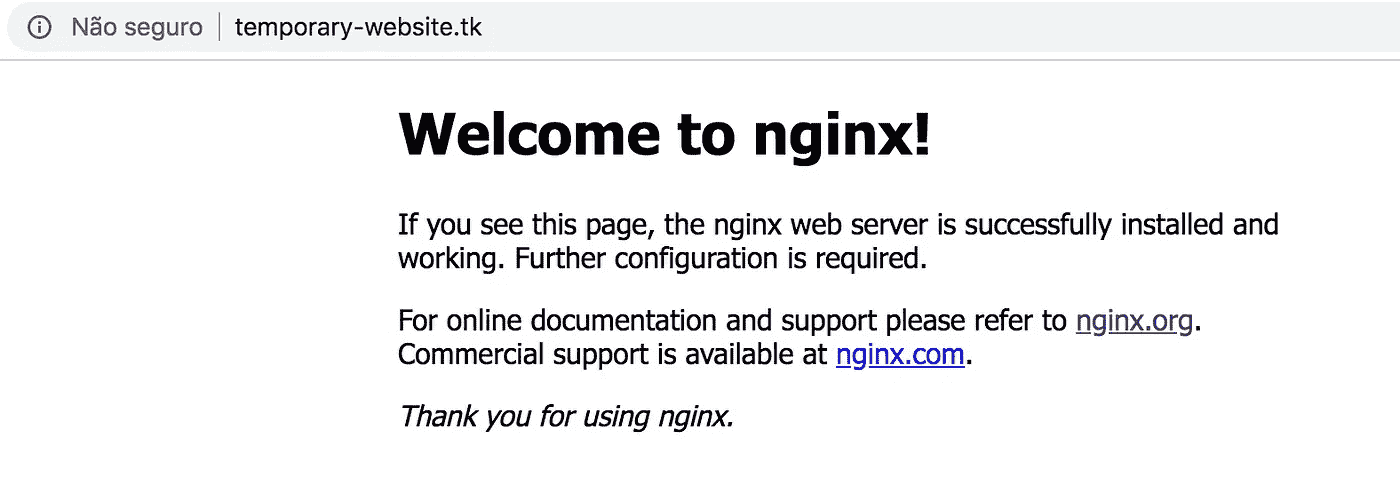 Não seguro temporary-website.tk
Welcome to nginx!
If you see this page, the nginx web server is successfully installed and
working. Further configuration is required.
For online documentation and support please refer to nginx.org.
Commercial support is available at nginx.com.
Thank you for using nginx.